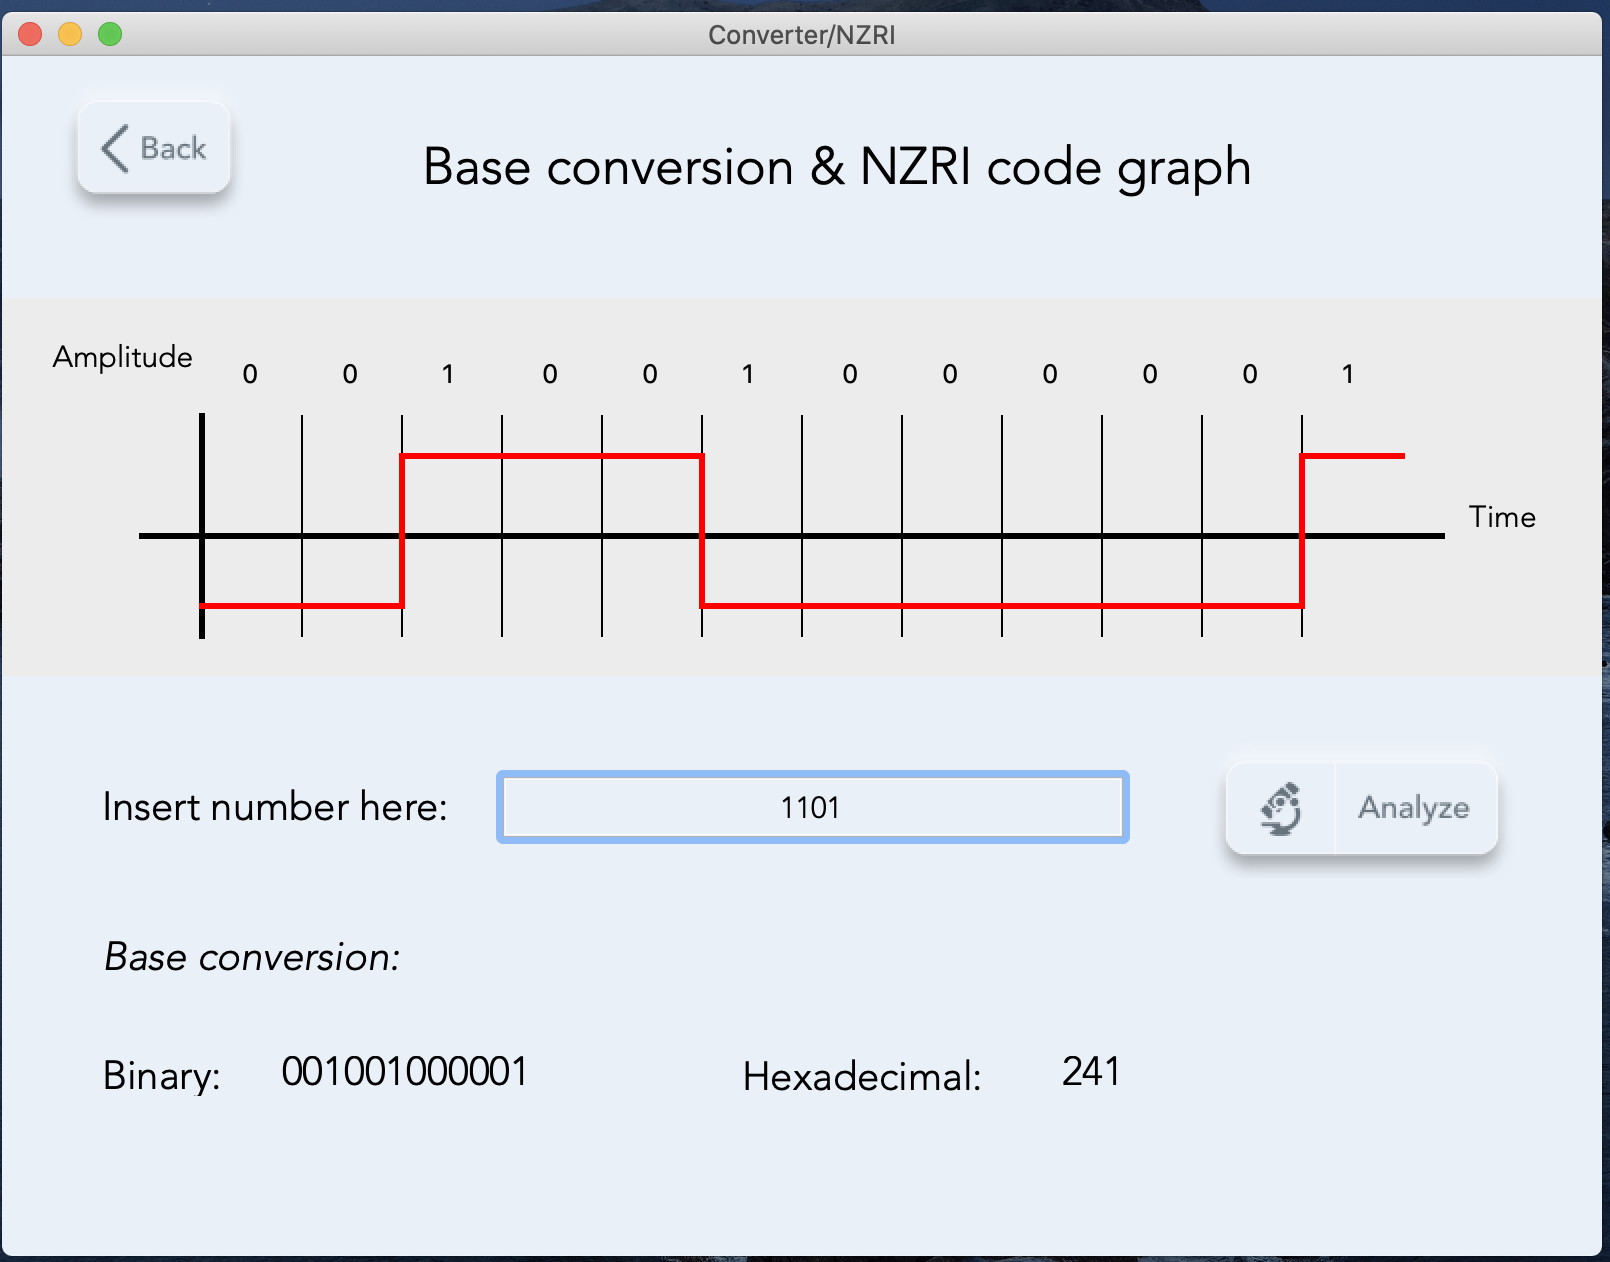 Converter/NZRI
Back
Base conversion & NZRI code graph
Amplitude
0 0 1 0 0 1 0 0 0 0 0 1
Time
Insert number here:
1101
Analyze
Base conversion:
Binary: 001001000001
Hexadecimal: 241